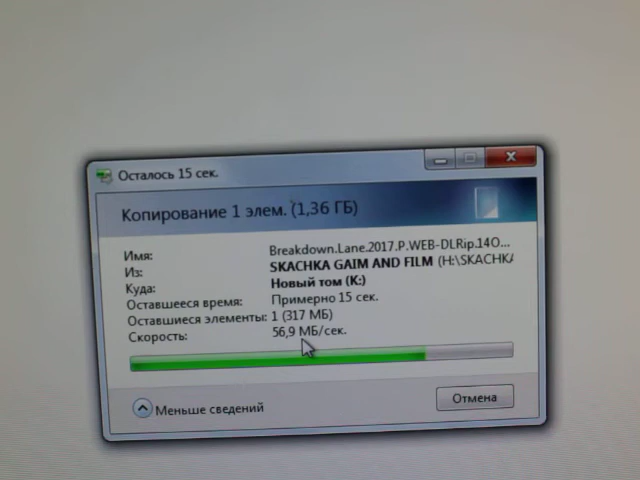 Осталось 15 сек.
Копирование 1 элем. (1,36 ГБ)
Имя: Breakdown.Lane.2017.P.WEB-DLRip.14O...
Из: SKACHKA GAIM AND FILM (H:\SKACHKA
Куда: Новый том (K:)
Оставшееся время: Примерно 15 сек.
Оставшиеся элементы: 1 (317 МБ)
Скорость: 56,9 МБ/сек.
Меньше сведений
Отмена